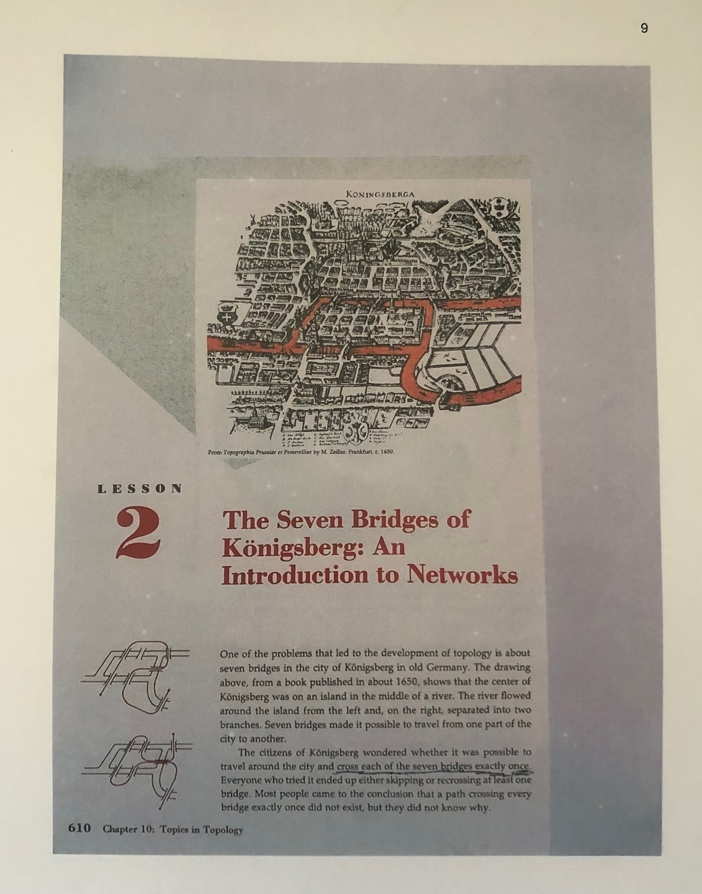 9
KONINGSBERGA
From Topographia Prussiae et Pomerelliae by M. Zeiller. Frankfurt, c. 1650.
LESSON
2
The Seven Bridges of
Königsberg: An
Introduction to Networks
One of the problems that led to the development of topology is about
seven bridges in the city of Königsberg in old Germany. The drawing
above, from a book published in about 1650, shows that the center of
Königsberg was on an island in the middle of a river. The river flowed
around the island from the left and, on the right, separated into two
branches. Seven bridges made it possible to travel from one part of the
city to another.
The citizens of Königsberg wondered whether it was possible to
travel around the city and cross each of the seven bridges exactly once.
Everyone who tried it ended up either skipping or recrossing at least one
bridge. Most people came to the conclusion that a path crossing every
bridge exactly once did not exist, but they did not know why.
610 Chapter 10: Topics in Topology